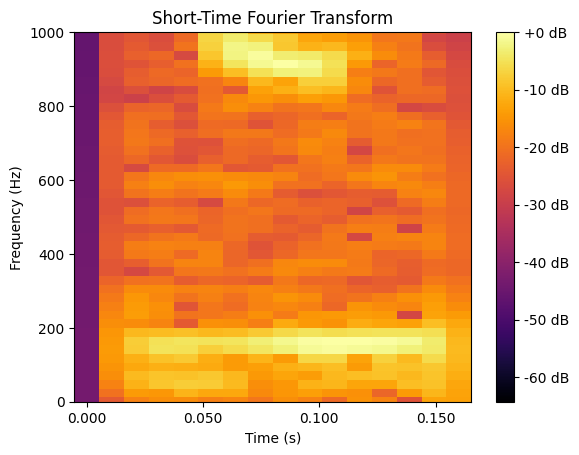 Short-Time Fourier Transform
1000
800
600
400
200
0
Frequency (Hz)
0.000
0.050
0.100
0.150
Time (s)
+0 dB
-10 dB
-20 dB
-30 dB
-40 dB
-50 dB
-60 dB